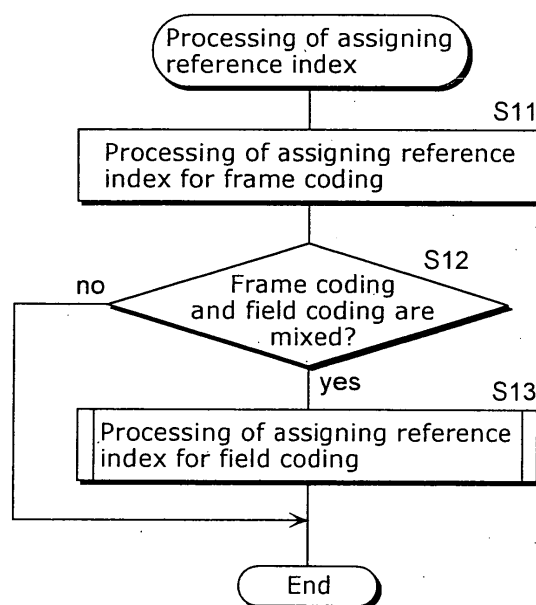 Processing of assigning
reference index
S11
Processing of assigning reference
index for frame coding
S12
Frame coding
and field coding are
mixed?
no
yes
S13
Processing of assigning reference
index for field coding
End